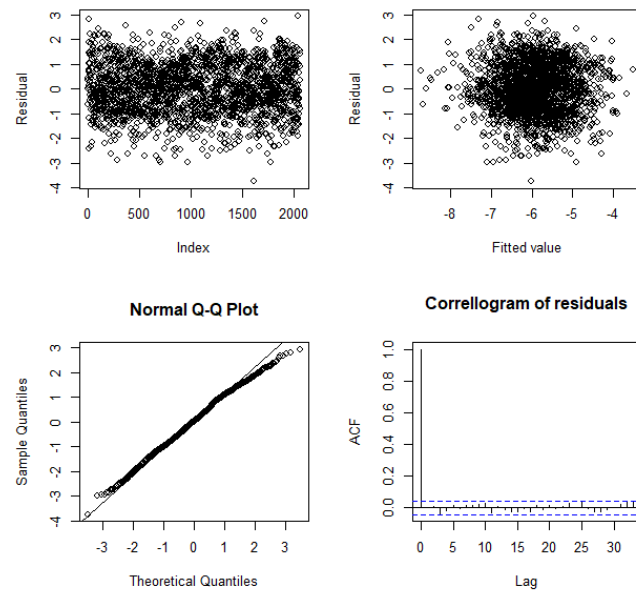 Residual
3
2
1
0
-1
-2
-3
-4
0 500 1000 1500 2000
Index
Residual
3
2
1
0
-1
-2
-3
-4
-8 -7 -6 -5 -4
Fitted value
Normal Q-Q Plot
Sample Quantiles
3
2
1
0
-1
-2
-3
-4
-3 -2 -1 0 1 2 3
Theoretical Quantiles
Correllogram of residuals
ACF
1.0
0.8
0.6
0.4
0.2
0.0
0 5 10 15 20 25 30
Lag